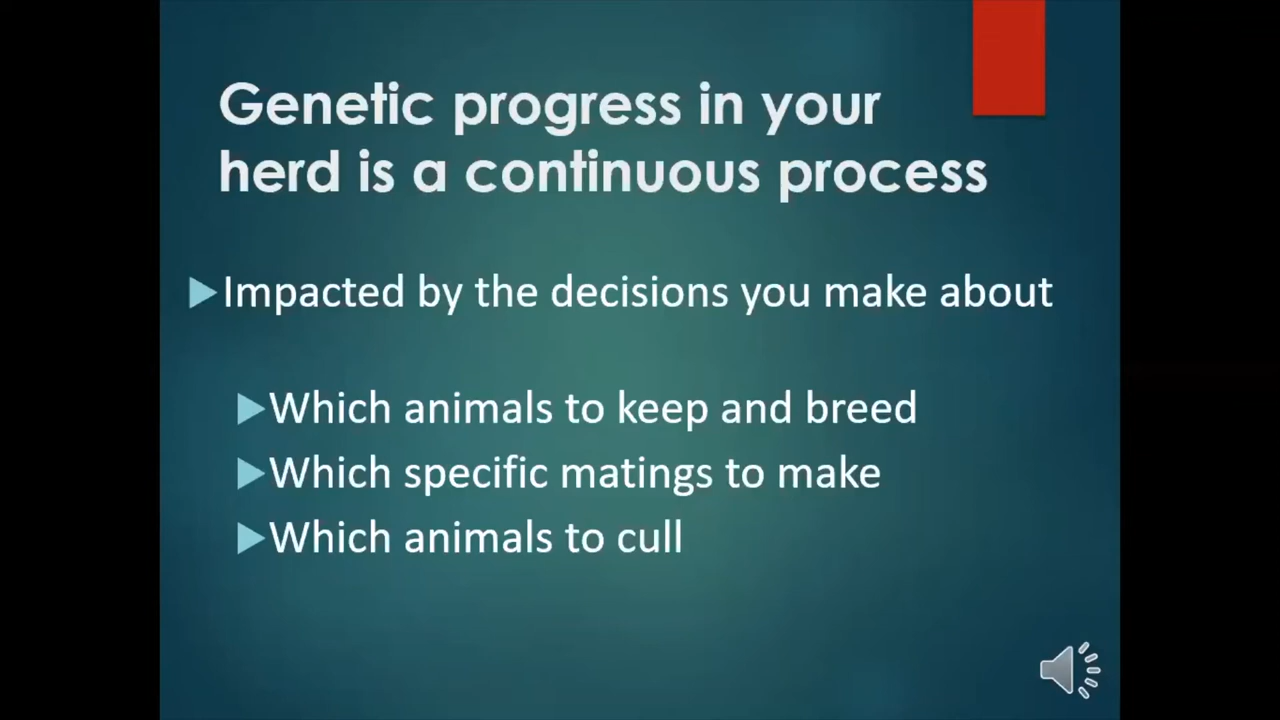 Genetic progress in your
herd is a continuous process
Impacted by the decisions you make about
Which animals to keep and breed
Which specific matings to make
Which animals to cull